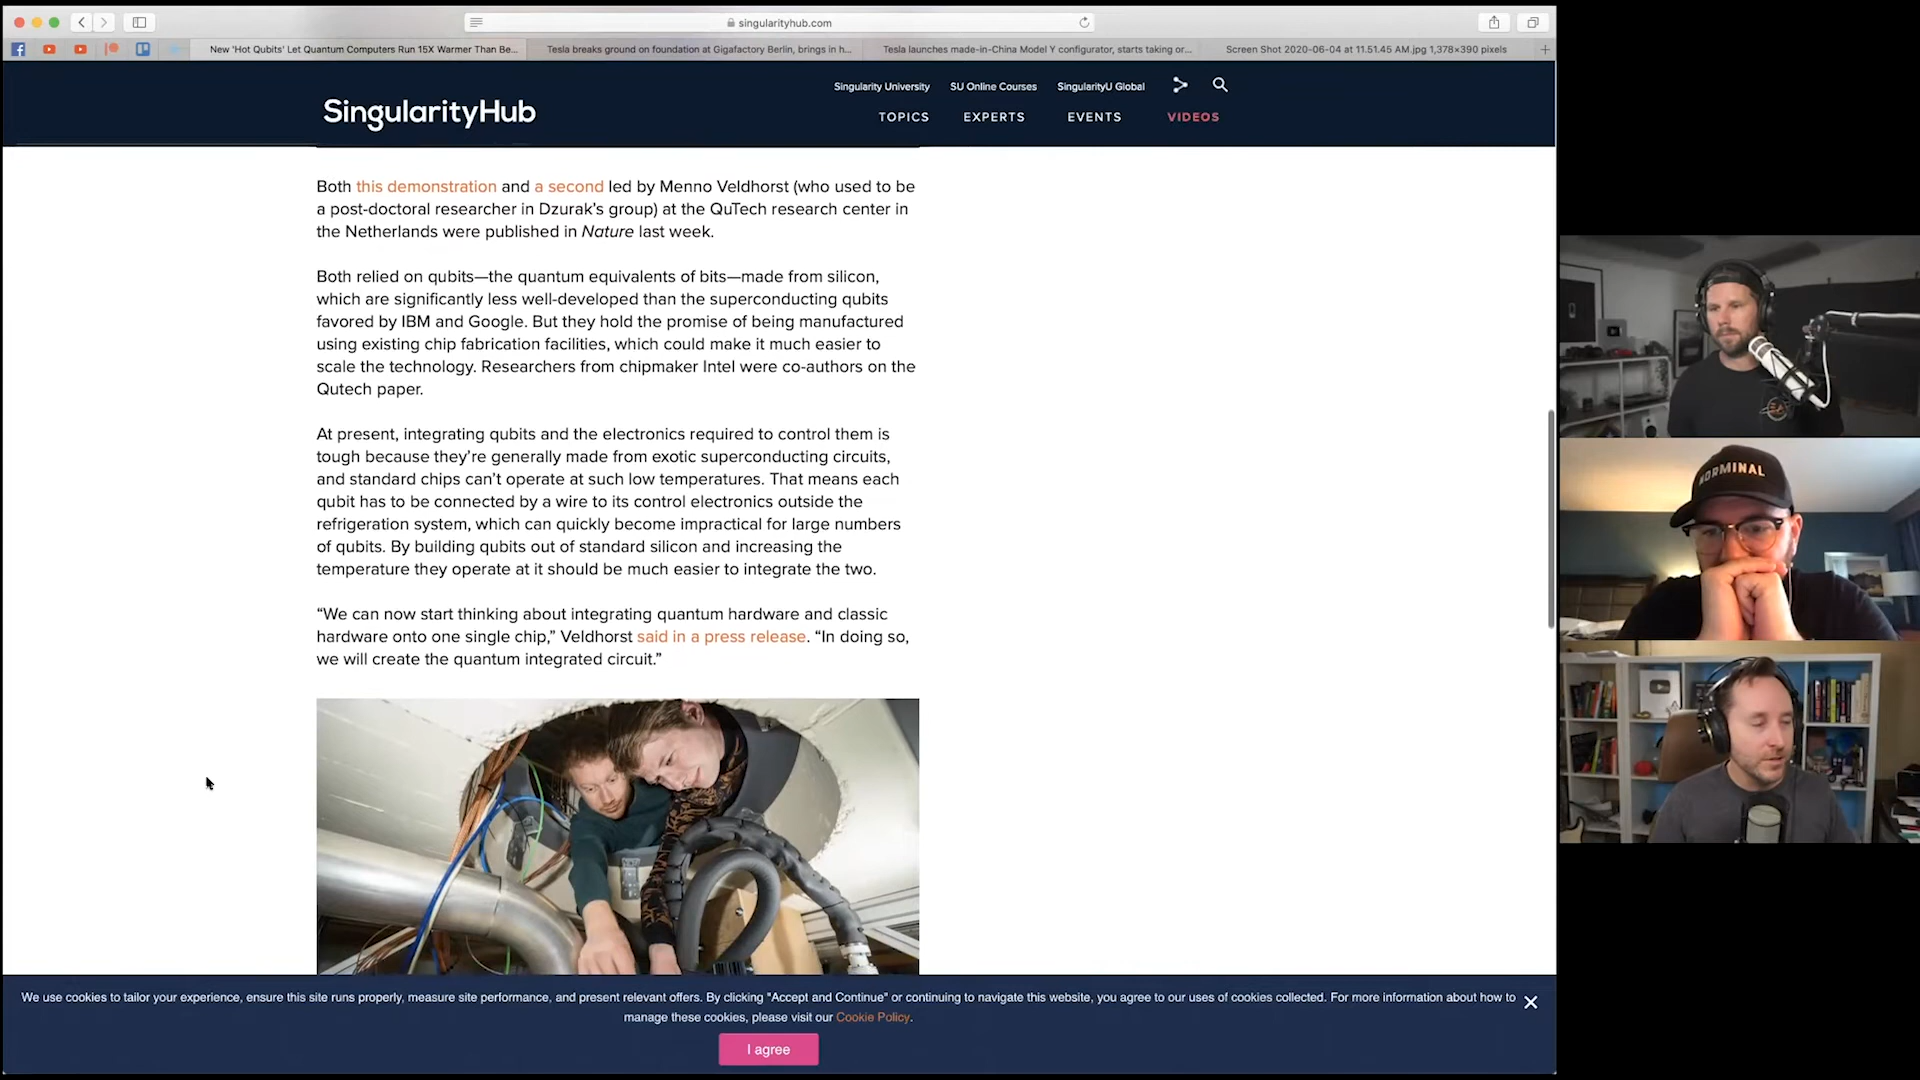 singularityhub.com
New 'Hot Qubits' Let Quantum Computers Run 15X Warmer Than Be...
Tesla breaks ground on foundation at Gigafactory Berlin, brings in h...
Tesla launches made-in-China Model Y configurator, starts taking or...
Screen Shot 2020-06-04 at 11.51.45 AM.jpg 1,378×390 pixels
Singularity University
SU Online Courses
SingularityU Global
SingularityHub
TOPICS
EXPERTS
EVENTS
VIDEOS
Both this demonstration and a second led by Menno Veldhorst (who used to be
a post-doctoral researcher in Dzurak's group) at the QuTech research center in
the Netherlands were published in Nature last week.
Both relied on qubits—the quantum equivalents of bits—made from silicon,
which are significantly less well-developed than the superconducting qubits
favored by IBM and Google. But they hold the promise of being manufactured
using existing chip fabrication facilities, which could make it much easier to
scale the technology. Researchers from chipmaker Intel were co-authors on the
Qutech paper.
At present, integrating qubits and the electronics required to control them is
tough because they're generally made from exotic superconducting circuits,
and standard chips can't operate at such low temperatures. That means each
qubit has to be connected by a wire to its control electronics outside the
refrigeration system, which can quickly become impractical for large numbers
of qubits. By building qubits out of standard silicon and increasing the
temperature they operate at it should be much easier to integrate the two.
“We can now start thinking about integrating quantum hardware and classic
hardware onto one single chip,” Veldhorst said in a press release. “In doing so,
we will create the quantum integrated circuit.”
We use cookies to tailor your experience, ensure this site runs properly, measure site performance, and present relevant offers. By clicking "Accept and Continue" or continuing to navigate this website, you agree to our uses of cookies collected. For more information about how to
manage these cookies, please visit our Cookie Policy.
I agree
NORMINAL